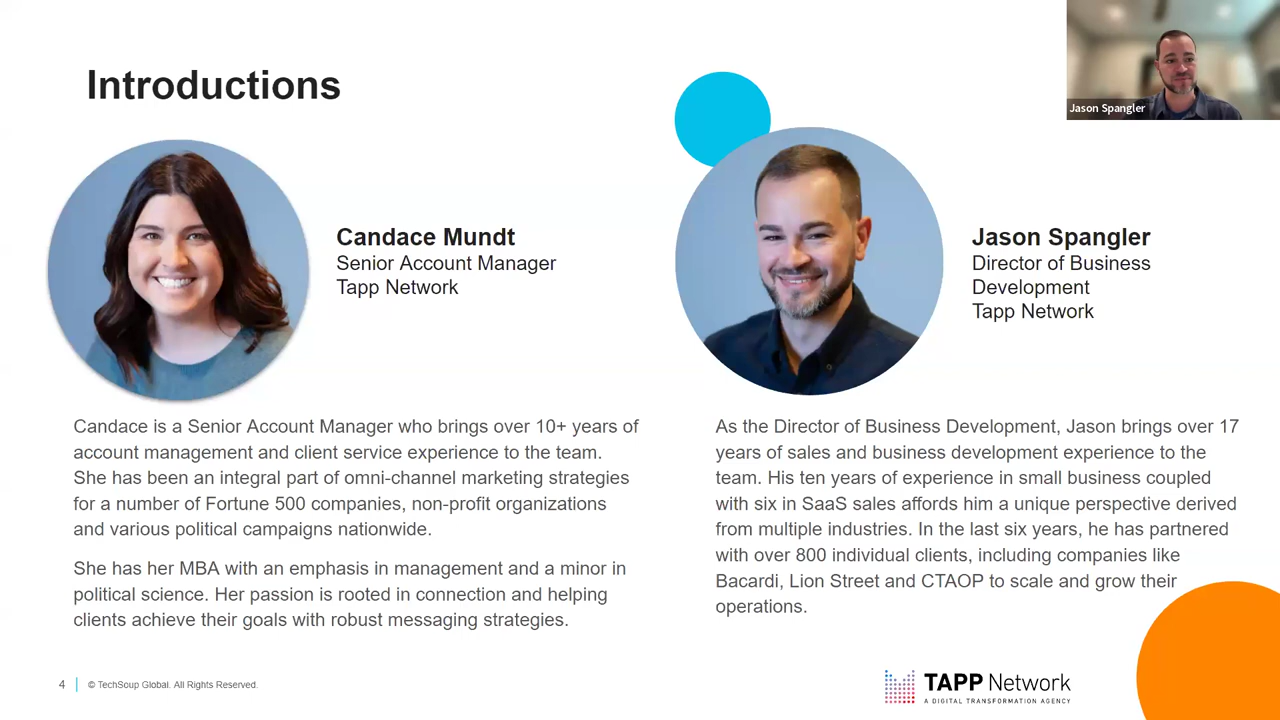 Introductions
Jason Spangler
Candace Mundt
Senior Account Manager
Tapp Network
Jason Spangler
Director of Business
Development
Tapp Network
Candace is a Senior Account Manager who brings over 10+ years of
account management and client service experience to the team.
She has been an integral part of omni-channel marketing strategies
for a number of Fortune 500 companies, non-profit organizations
and various political campaigns nationwide.
She has her MBA with an emphasis in management and a minor in
political science. Her passion is rooted in connection and helping
clients achieve their goals with robust messaging strategies.
As the Director of Business Development, Jason brings over 17
years of sales and business development experience to the
team. His ten years of experience in small business coupled
with six in SaaS sales affords him a unique perspective derived
from multiple industries. In the last six years, he has partnered
with over 800 individual clients, including companies like
Bacardi, Lion Street and CTAOP to scale and grow their
operations.
4
© TechSoup Global. All Rights Reserved.
TAPP Network
A DIGITAL TRANSFORMATION AGENCY